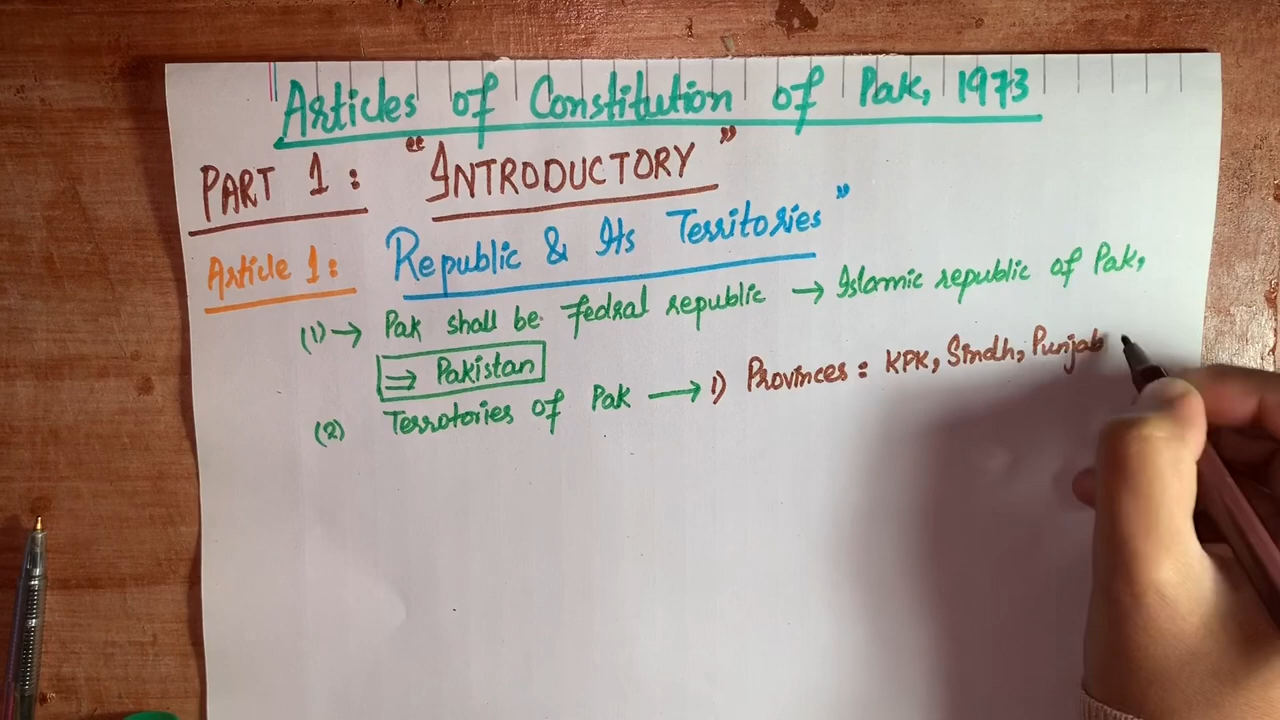 Articles of Constitution of Pak, 1973
PART 1: "INTRODUCTORY"
Article 1: Republic & Its Territories"
(1)→ Pak shall be fedral republic → Islamic republic of Pak,
⇒ Pakistan
(2) Terrotories of Pak → 1) Provinces: KPK, Sindh, Punjab